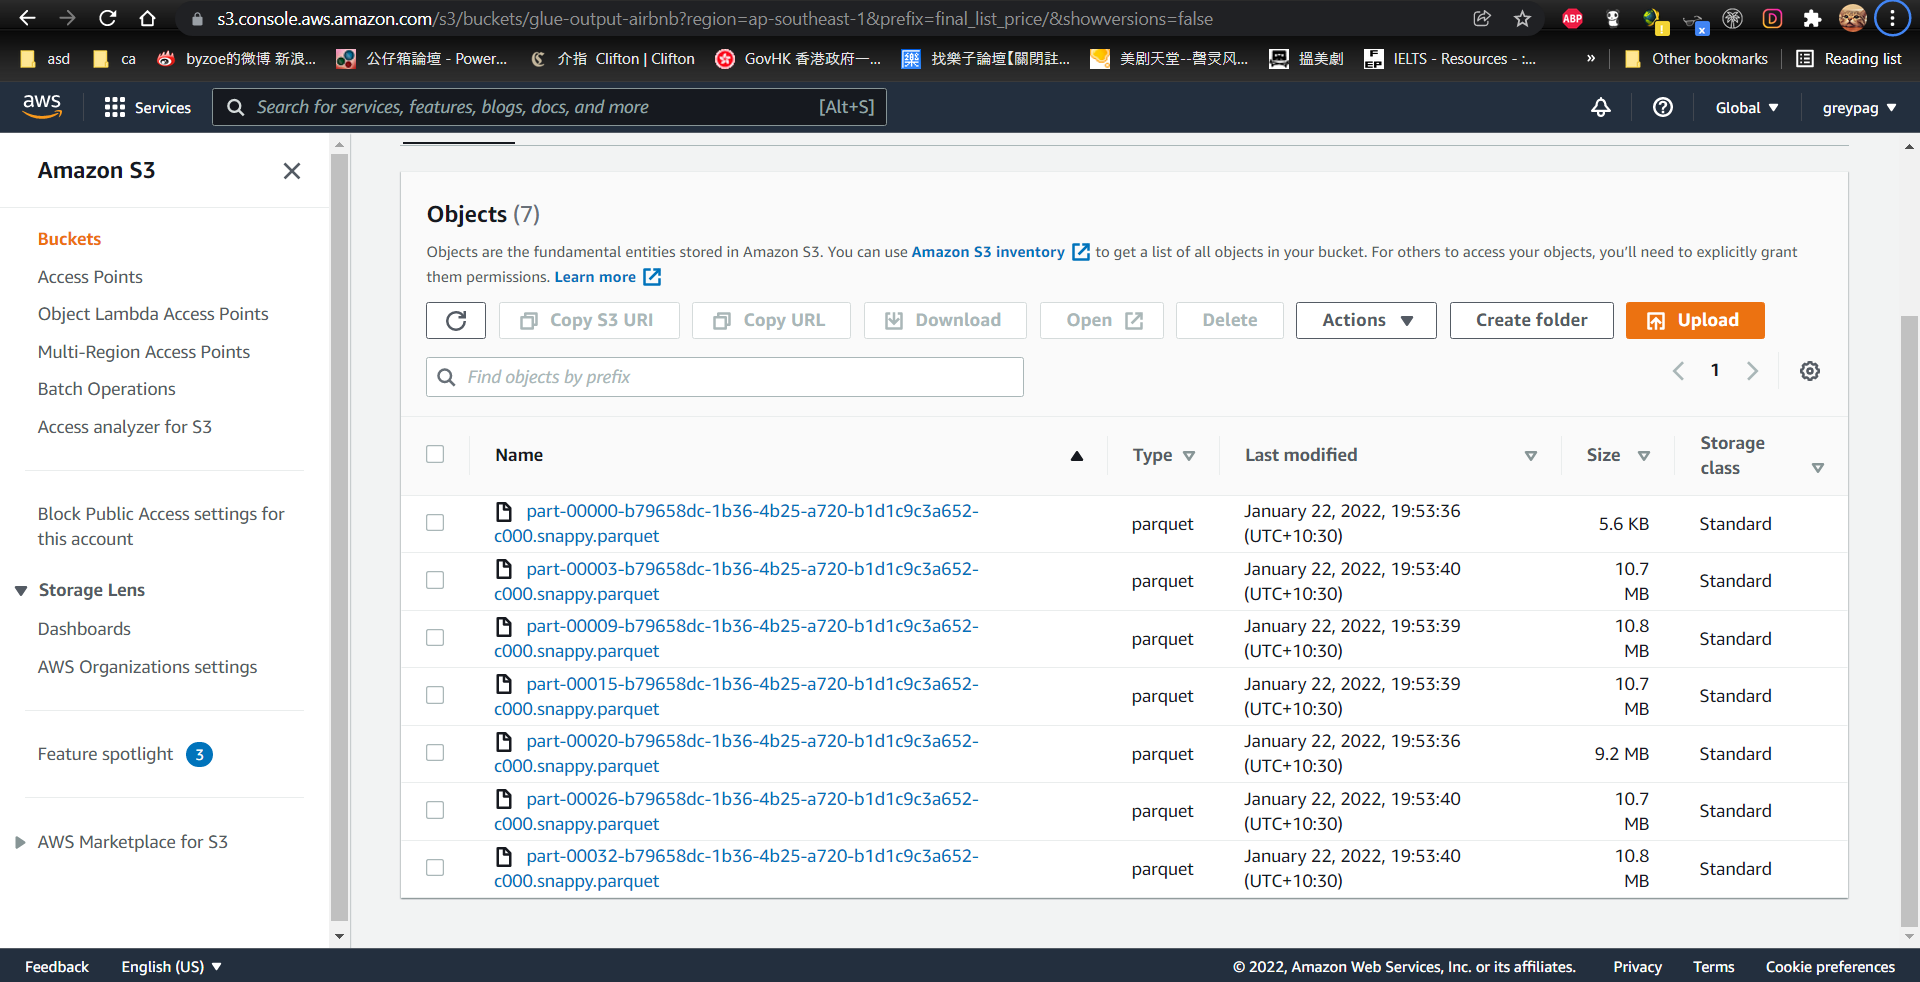 s3.console.aws.amazon.com/s3/buckets/glue-output-airbnb?region=ap-southeast-1&prefix=final_list_price/&showversions=false
ABP
asd
ca
byzoe的微博 新浪...
公仔箱論壇 - Power...
介指 Clifton | Clifton
GovHK 香港政府一...
找樂子論壇【關閉註...
美剧天堂--罄灵风...
搵美劇
IELTS - Resources - :...
»
Other bookmarks
Reading list
aws
Services
Search for services, features, blogs, docs, and more
[Alt+S]
Global
greypag
Amazon S3
Buckets
Access Points
Object Lambda Access Points
Multi-Region Access Points
Batch Operations
Access analyzer for S3
Block Public Access settings for
this account
Storage Lens
Dashboards
AWS Organizations settings
Feature spotlight 3
AWS Marketplace for S3
Objects (7)
Objects are the fundamental entities stored in Amazon S3. You can use Amazon S3 inventory to get a list of all objects in your bucket. For others to access your objects, you'll need to explicitly grant
them permissions. Learn more
Copy S3 URI
Copy URL
Download
Open
Delete
Actions
Create folder
Upload
Find objects by prefix
1
Name
Type
Last modified
Size
Storage
class
part-00000-b79658dc-1b36-4b25-a720-b1d1c9c3a652-
c000.snappy.parquet
parquet
January 22, 2022, 19:53:36
(UTC+10:30)
5.6 KB
Standard
part-00003-b79658dc-1b36-4b25-a720-b1d1c9c3a652-
c000.snappy.parquet
parquet
January 22, 2022, 19:53:40
(UTC+10:30)
10.7
MB
Standard
part-00009-b79658dc-1b36-4b25-a720-b1d1c9c3a652-
c000.snappy.parquet
parquet
January 22, 2022, 19:53:39
(UTC+10:30)
10.8
MB
Standard
part-00015-b79658dc-1b36-4b25-a720-b1d1c9c3a652-
c000.snappy.parquet
parquet
January 22, 2022, 19:53:39
(UTC+10:30)
10.7
MB
Standard
part-00020-b79658dc-1b36-4b25-a720-b1d1c9c3a652-
c000.snappy.parquet
parquet
January 22, 2022, 19:53:36
(UTC+10:30)
9.2 MB
Standard
part-00026-b79658dc-1b36-4b25-a720-b1d1c9c3a652-
c000.snappy.parquet
parquet
January 22, 2022, 19:53:40
(UTC+10:30)
10.7
MB
Standard
part-00032-b79658dc-1b36-4b25-a720-b1d1c9c3a652-
c000.snappy.parquet
parquet
January 22, 2022, 19:53:40
(UTC+10:30)
10.8
MB
Standard
Feedback
English (US)
© 2022, Amazon Web Services, Inc. or its affiliates.
Privacy
Terms
Cookie preferences